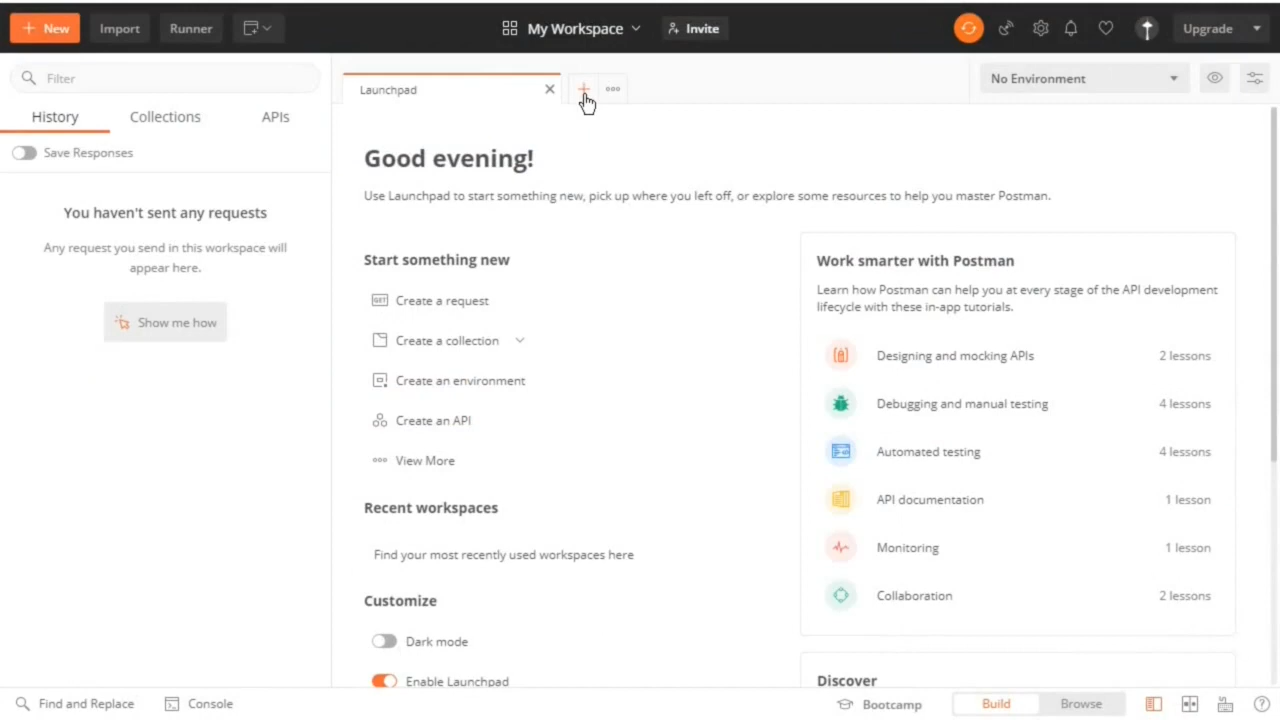 New
Import
Runner
My Workspace
Invite
Upgrade
Filter
History
Collections
APIs
Save Responses
You haven't sent any requests
Any request you send in this workspace will
appear here.
Show me how
Launchpad
No Environment
Good evening!
Use Launchpad to start something new, pick up where you left off, or explore some resources to help you master Postman.
Start something new
GET Create a request
Create a collection
Create an environment
Create an API
View More
Recent workspaces
Find your most recently used workspaces here
Customize
Dark mode
Enable Launchpad
Work smarter with Postman
Learn how Postman can help you at every stage of the API development
lifecycle with these in-app tutorials.
Designing and mocking APIs 2 lessons
Debugging and manual testing 4 lessons
Automated testing 4 lessons
API documentation 1 lesson
Monitoring 1 lesson
Collaboration 2 lessons
Discover
Find and Replace
Console
Bootcamp
Build
Browse